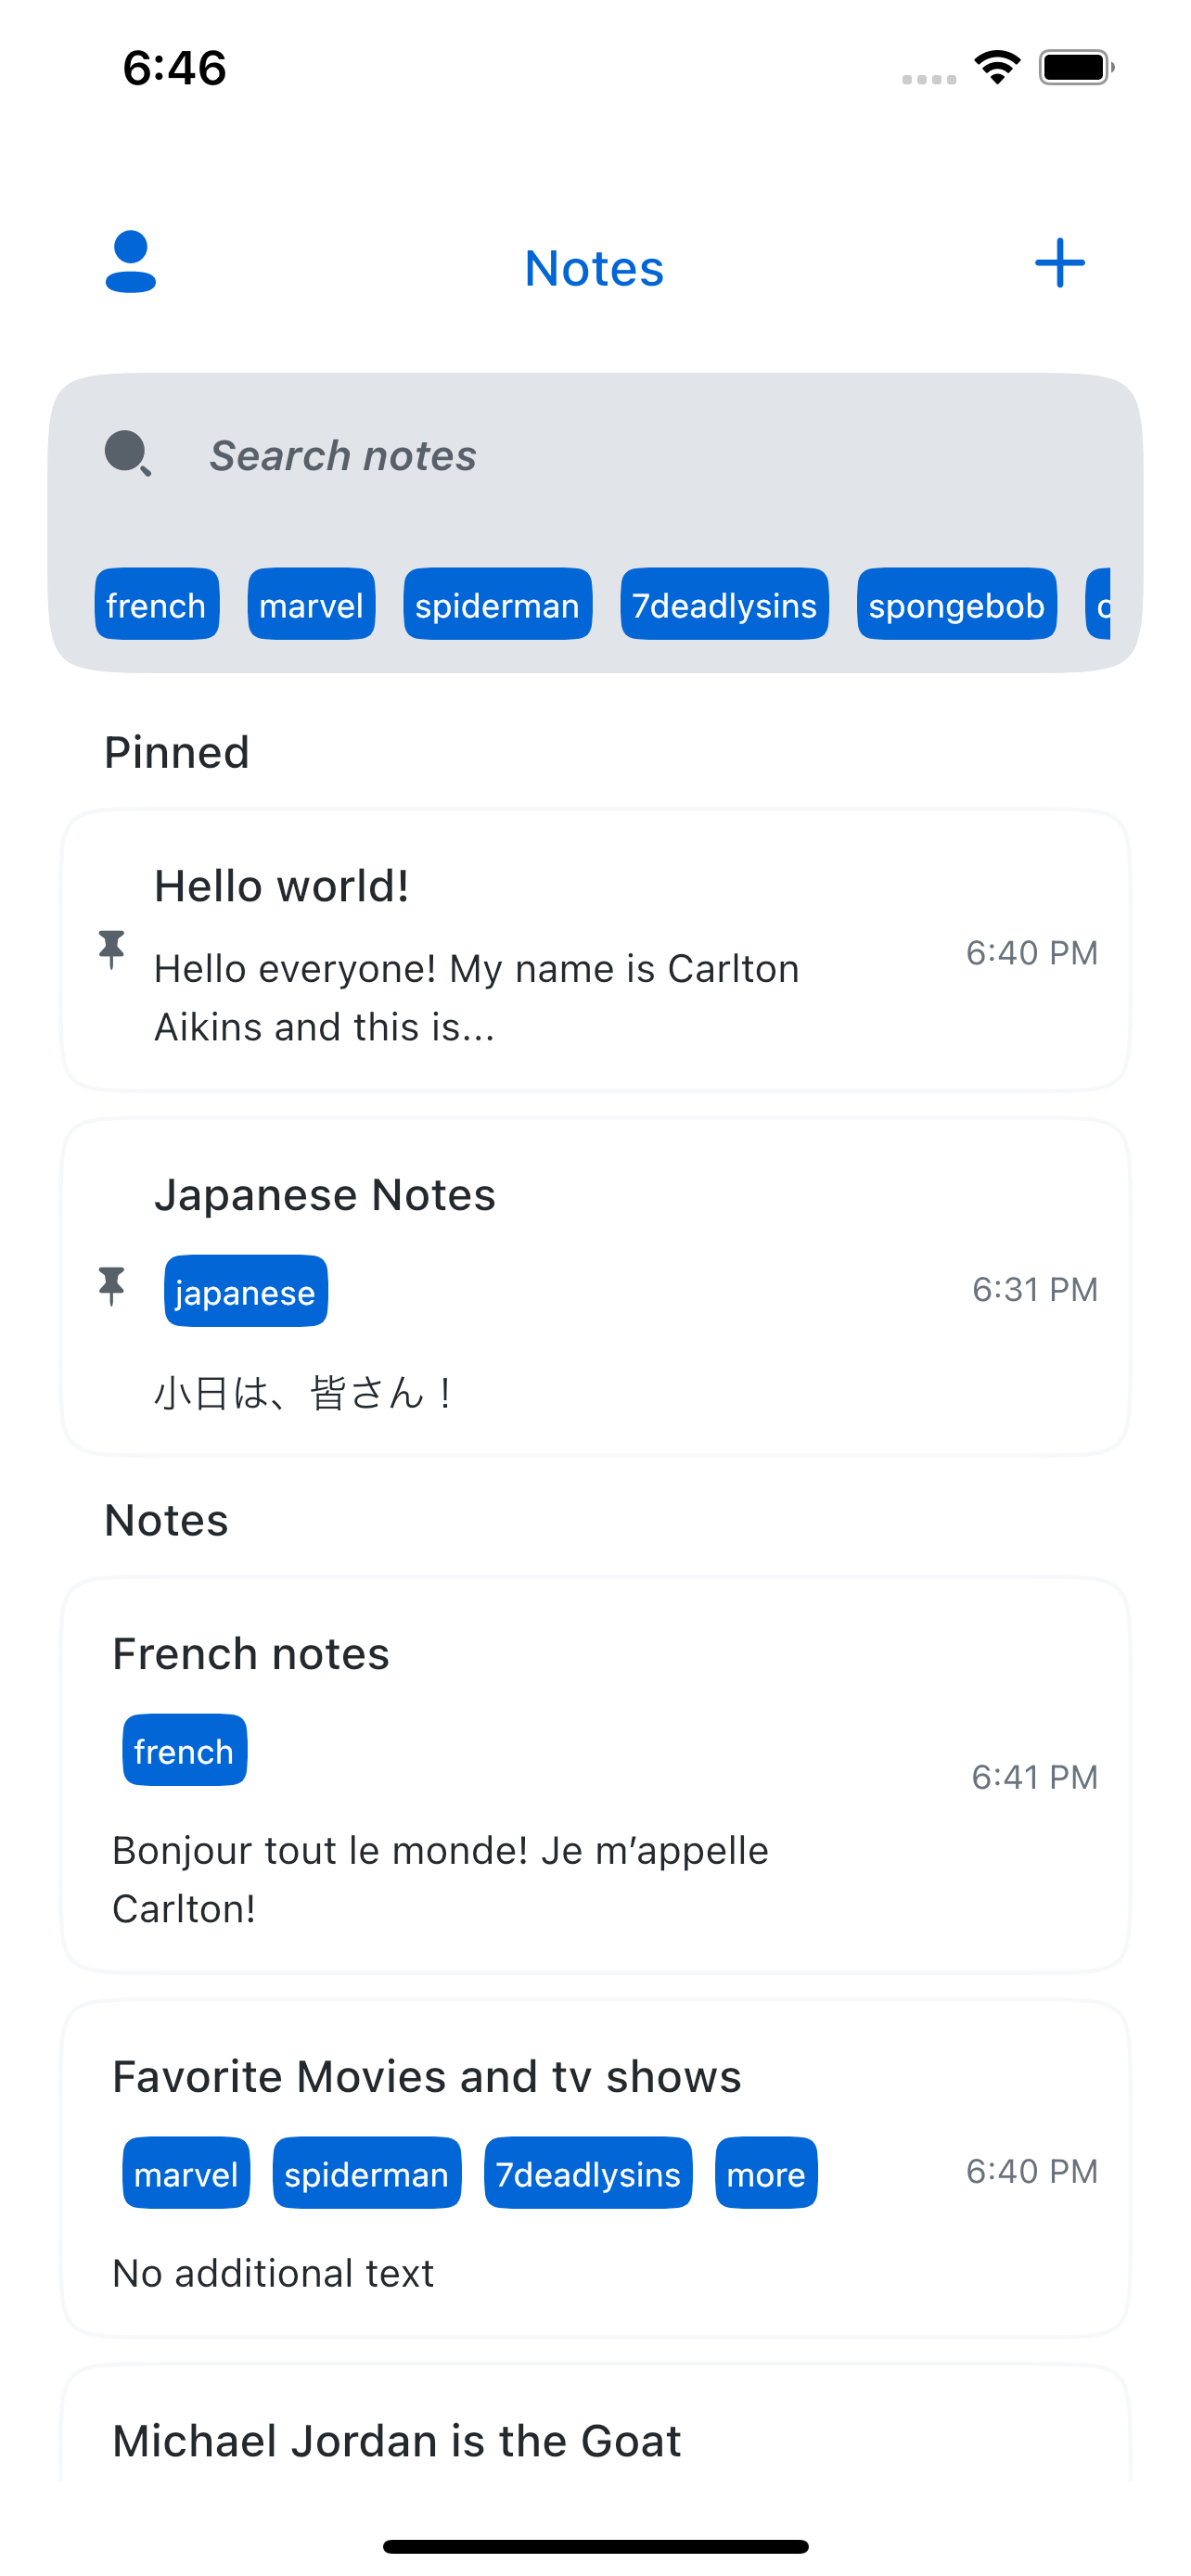 6:46
Notes
Search notes
french marvel spiderman 7deadlysins spongebob
Pinned
Hello world!
Hello everyone! My name is Carlton
Aikins and this is...
6:40 PM
Japanese Notes
japanese
6:31 PM
小日は、皆さん！
Notes
French notes
french
6:41 PM
Bonjour tout le monde! Je m’appelle
Carlton!
Favorite Movies and tv shows
marvel spiderman 7deadlysins more
6:40 PM
No additional text
Michael Jordan is the Goat